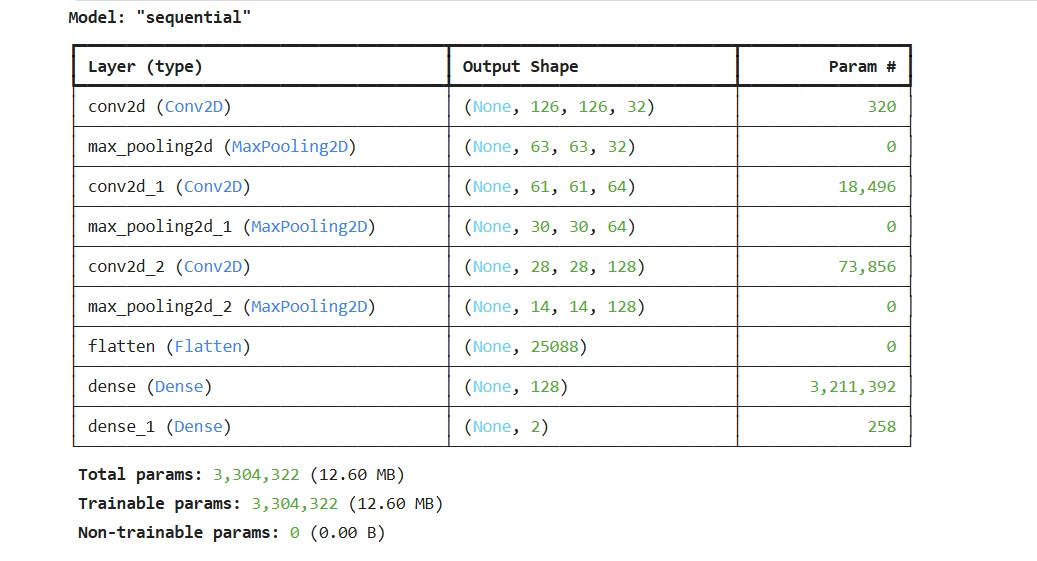 Model: "sequential"
Layer (type) Output Shape Param #
conv2d (Conv2D) (None, 126, 126, 32) 320
max_pooling2d (MaxPooling2D) (None, 63, 63, 32) 0
conv2d_1 (Conv2D) (None, 61, 61, 64) 18,496
max_pooling2d_1 (MaxPooling2D) (None, 30, 30, 64) 0
conv2d_2 (Conv2D) (None, 28, 28, 128) 73,856
max_pooling2d_2 (MaxPooling2D) (None, 14, 14, 128) 0
flatten (Flatten) (None, 25088) 0
dense (Dense) (None, 128) 3,211,392
dense_1 (Dense) (None, 2) 258
Total params: 3,304,322 (12.60 MB)
Trainable params: 3,304,322 (12.60 MB)
Non-trainable params: 0 (0.00 B)